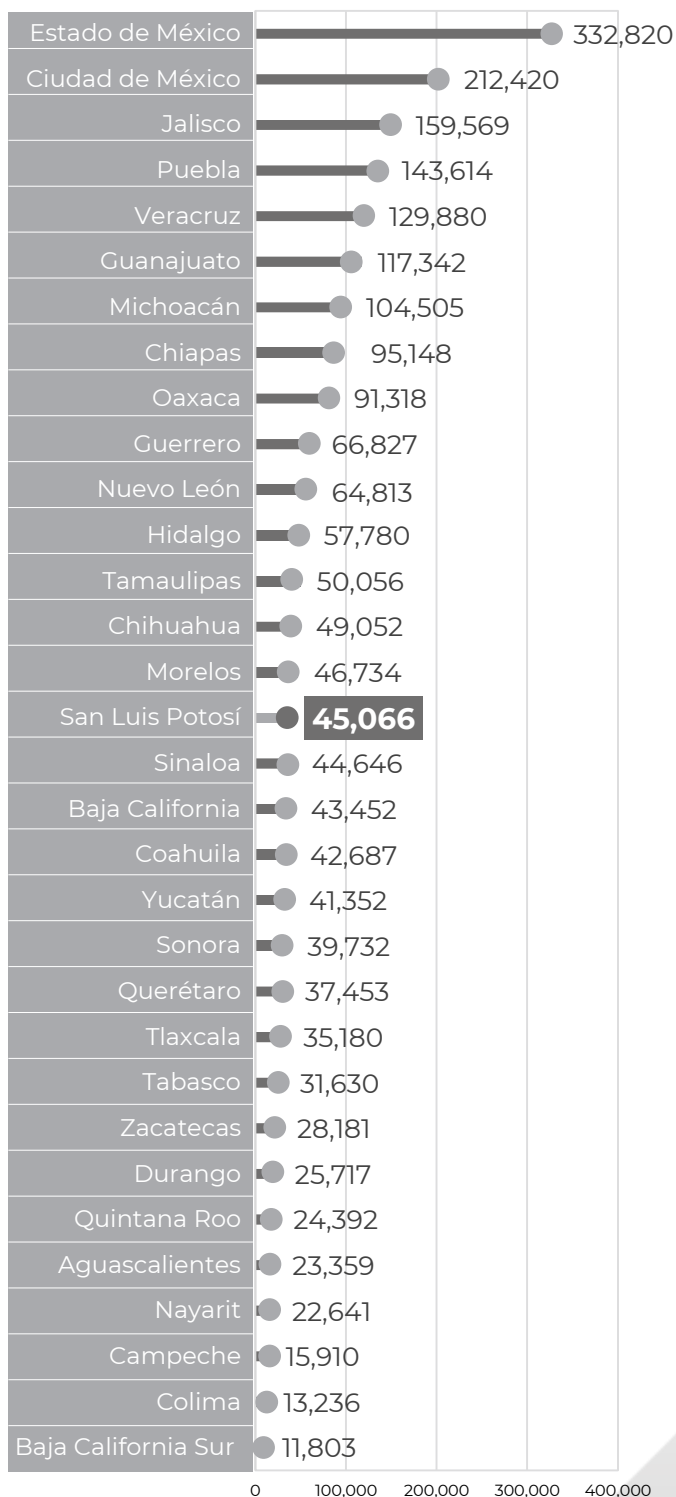 Estado de México 332,820
Ciudad de México 212,420
Jalisco 159,569
Puebla 143,614
Veracruz 129,880
Guanajuato 117,342
Michoacán 104,505
Chiapas 95,148
Oaxaca 91,318
Guerrero 66,827
Nuevo León 64,813
Hidalgo 57,780
Tamaulipas 50,056
Chihuahua 49,052
Morelos 46,734
San Luis Potosí 45,066
Sinaloa 44,646
Baja California 43,452
Coahuila 42,687
Yucatán 41,352
Sonora 39,732
Querétaro 37,453
Tlaxcala 35,180
Tabasco 31,630
Zacatecas 28,181
Durango 25,717
Quintana Roo 24,392
Aguascalientes 23,359
Nayarit 22,641
Campeche 15,910
Colima 13,236
Baja California Sur 11,803
0 100,000 200,000 300,000 400,000